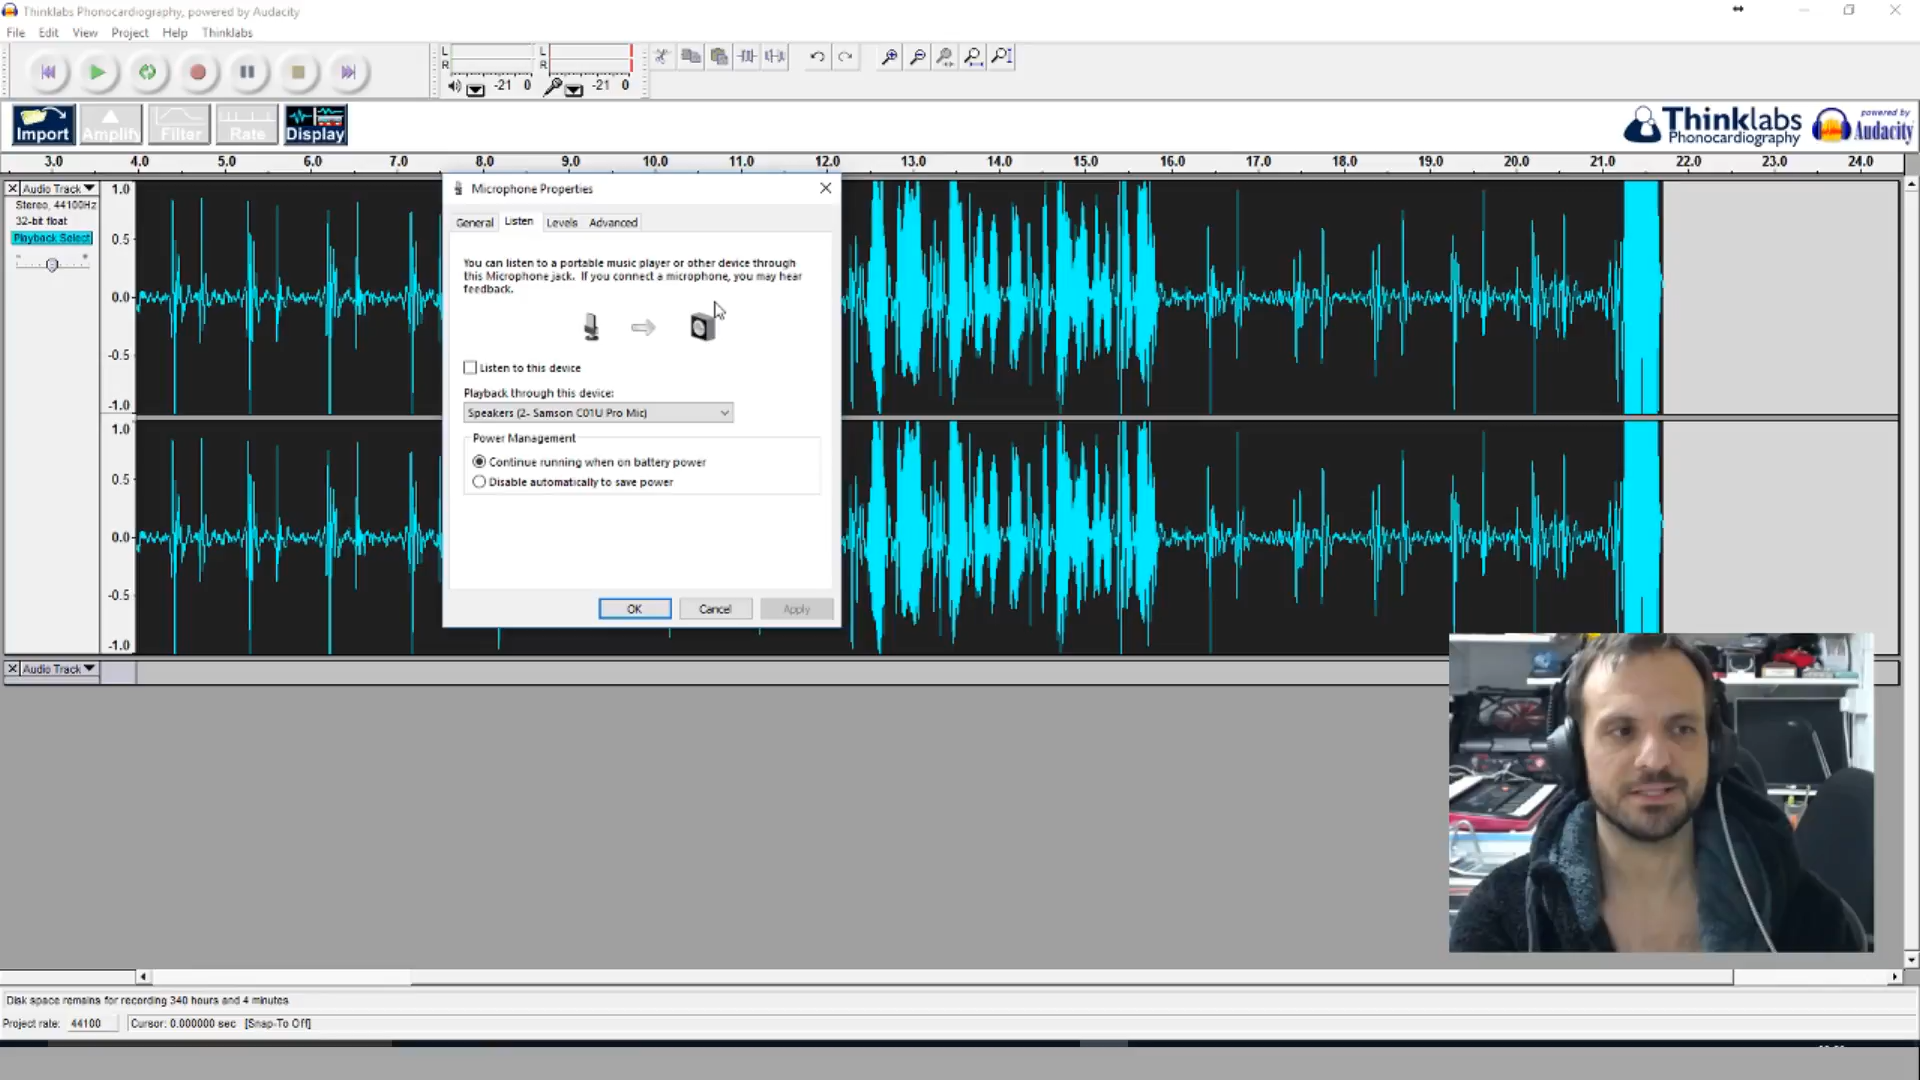 Thinklabs Phonocardiography, powered by Audacity
File Edit View Project Help Thinklabs
L
R
-21 0
L
R
-21 0
Import Amplify Filter Rate Display
Thinklabs
Phonocardiography
powered by
Audacity
3.0 4.0 5.0 6.0 7.0 8.0 9.0 10.0 11.0 12.0 13.0 14.0 15.0 16.0 17.0 18.0 19.0 20.0 21.0 22.0 23.0 24.0
Audio Track
Stereo, 44100Hz
32-bit float
Playback Select
1.0
0.5
0.0
-0.5
-1.0
1.0
0.5
0.0
-0.5
-1.0
Audio Track
Microphone Properties
General Listen Levels Advanced
You can listen to a portable music player or other device through
this Microphone jack. If you connect a microphone, you may hear
feedback.
Listen to this device
Playback through this device:
Speakers (2- Samson C01U Pro Mic)
Power Management
Continue running when on battery power
Disable automatically to save power
OK Cancel Apply
Disk space remains for recording 340 hours and 4 minutes
Project rate: 44100 Cursor: 0.000000 sec [Snap-To Off]